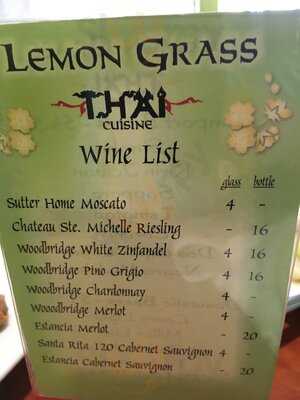 LEMON GRASS
THAI
CUISINE
Wine List
glass bottle
Sutter Home Moscato 4 -
Chateau Ste. Michelle Riesling - 16
Woodbridge White Zinfandel 4 16
Woodbridge Pino Grigio 4 16
Woodbridge Chardonnay 4 -
Wooodbridge Merlot 4 -
Estancia Merlot - 20
Santa Rita 120 Cabernet Sauvignon 4 -
Estancia Cabernet Sauvignon - 20